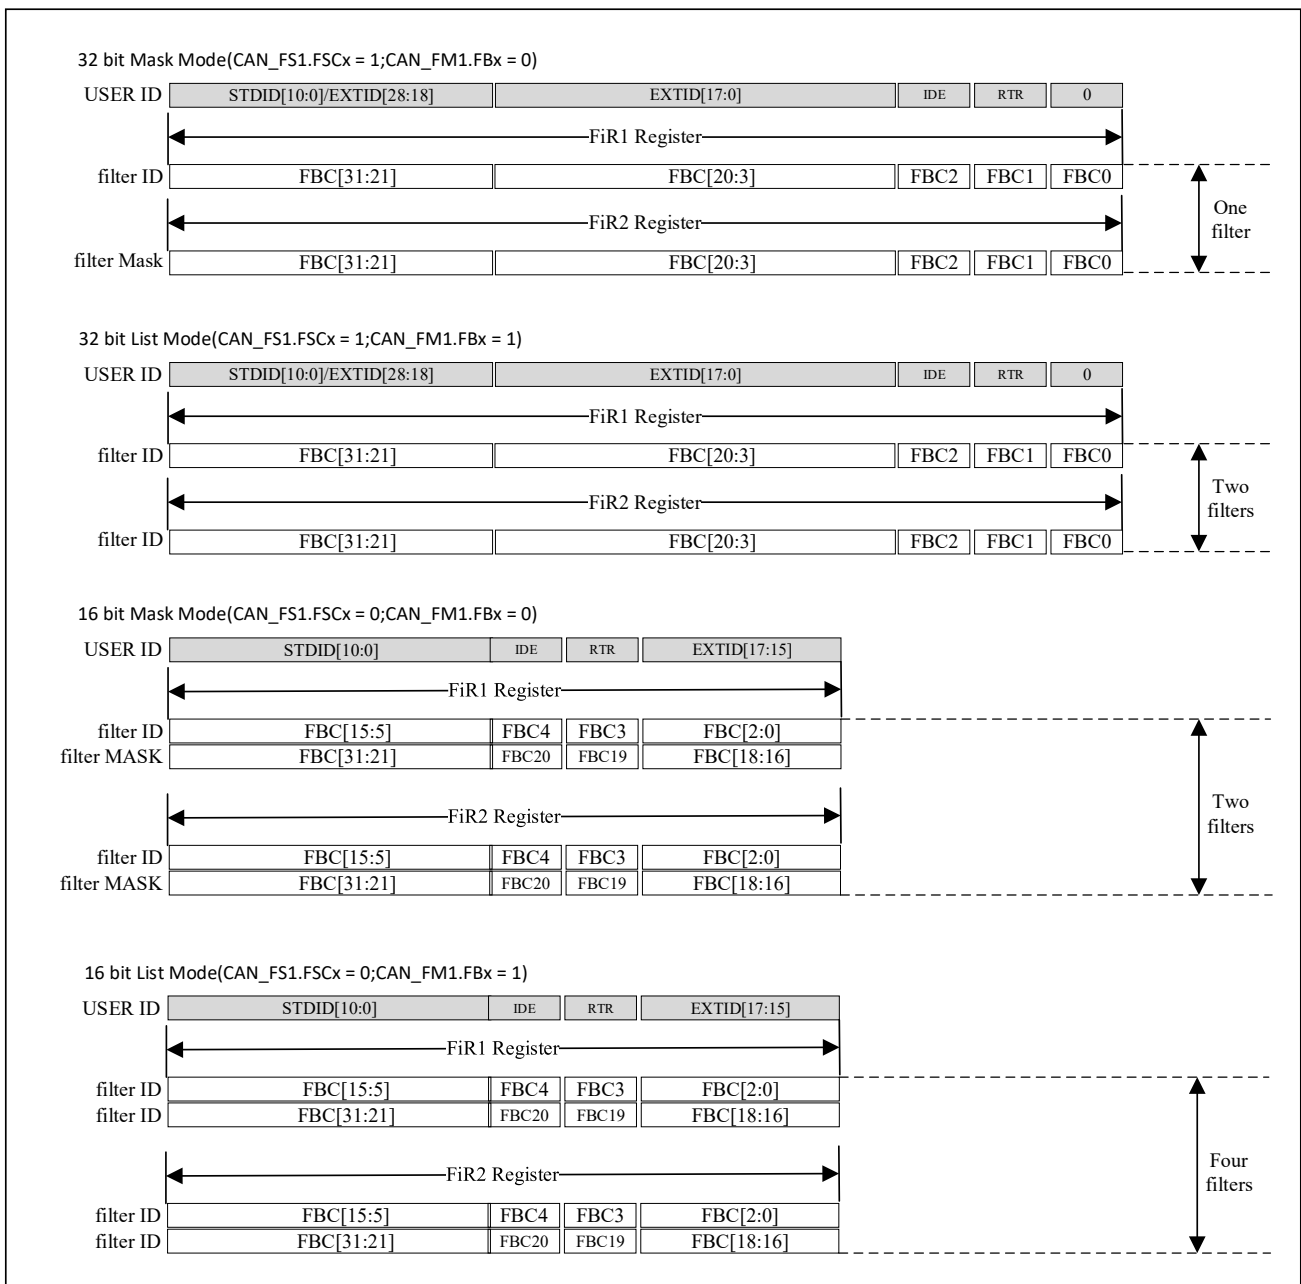 32 bit Mask Mode(CAN_FS1.FSCx = 1;CAN_FM1.FBx = 0)
USER ID STDID[10:0]/EXTID[28:18] EXTID[17:0] IDE RTR 0
FiR1 Register
filter ID FBC[31:21] FBC[20:3] FBC2 FBC1 FBC0
FiR2 Register
One
filter
filter Mask FBC[31:21] FBC[20:3] FBC2 FBC1 FBC0
32 bit List Mode(CAN_FS1.FSCx = 1;CAN_FM1.FBx = 1)
USER ID STDID[10:0]/EXTID[28:18] EXTID[17:0] IDE RTR 0
FiR1 Register
filter ID FBC[31:21] FBC[20:3] FBC2 FBC1 FBC0
FiR2 Register
Two
filters
filter ID FBC[31:21] FBC[20:3] FBC2 FBC1 FBC0
16 bit Mask Mode(CAN_FS1.FSCx = 0;CAN_FM1.FBx = 0)
USER ID STDID[10:0] IDE RTR EXTID[17:15]
FiR1 Register
filter ID FBC[15:5] FBC4 FBC3 FBC[2:0]
filter MASK FBC[31:21] FBC20 FBC19 FBC[18:16]
FiR2 Register
Two
filters
filter ID FBC[15:5] FBC4 FBC3 FBC[2:0]
filter MASK FBC[31:21] FBC20 FBC19 FBC[18:16]
16 bit List Mode(CAN_FS1.FSCx = 0;CAN_FM1.FBx = 1)
USER ID STDID[10:0] IDE RTR EXTID[17:15]
FiR1 Register
filter ID FBC[15:5] FBC4 FBC3 FBC[2:0]
filter ID FBC[31:21] FBC20 FBC19 FBC[18:16]
FiR2 Register
Four
filters
filter ID FBC[15:5] FBC4 FBC3 FBC[2:0]
filter ID FBC[31:21] FBC20 FBC19 FBC[18:16]